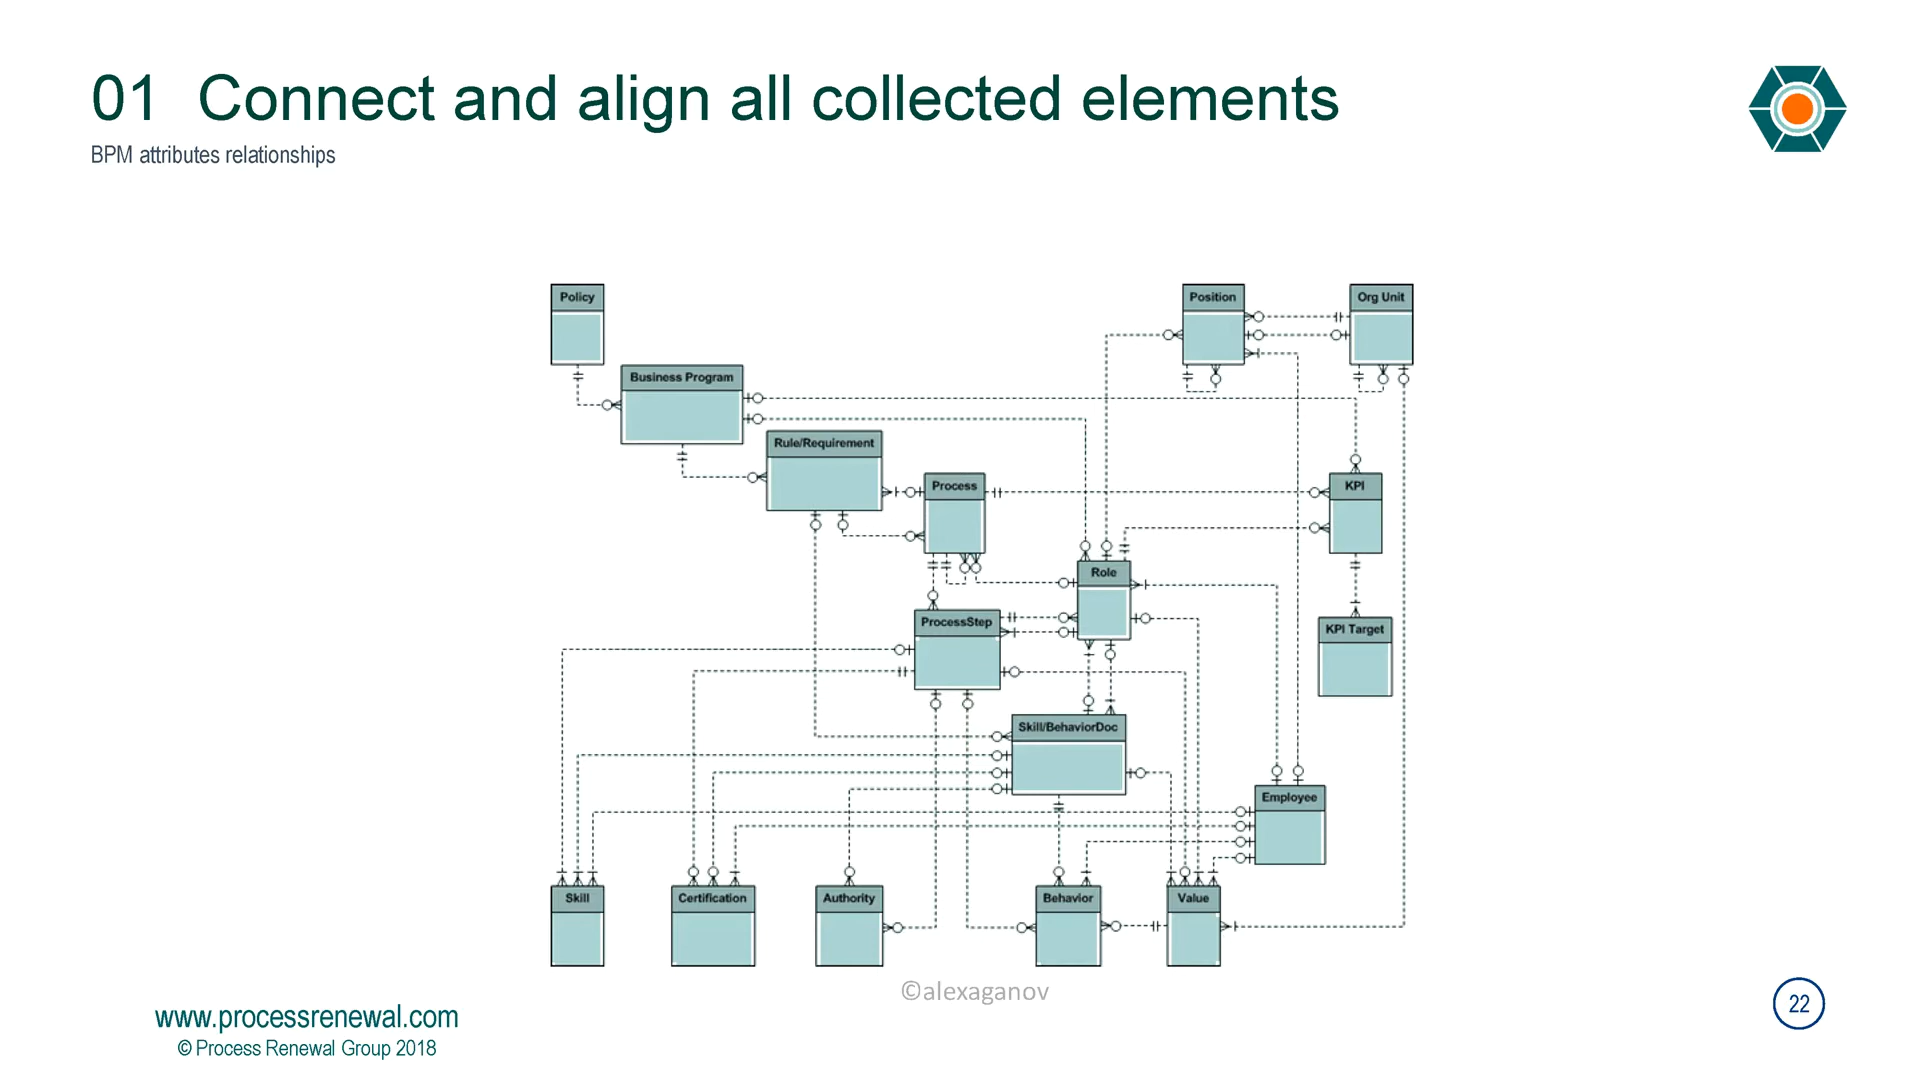 01 Connect and align all collected elements
BPM attributes relationships
Policy
Position
Org Unit
Business Program
Rule/Requirement
Process
KPI
Role
ProcessStep
KPI Target
Skill/BehaviorDoc
Employee
Skill
Certification
Authority
Behavior
Value
©alexaganov
www.processrenewal.com
© Process Renewal Group 2018
22